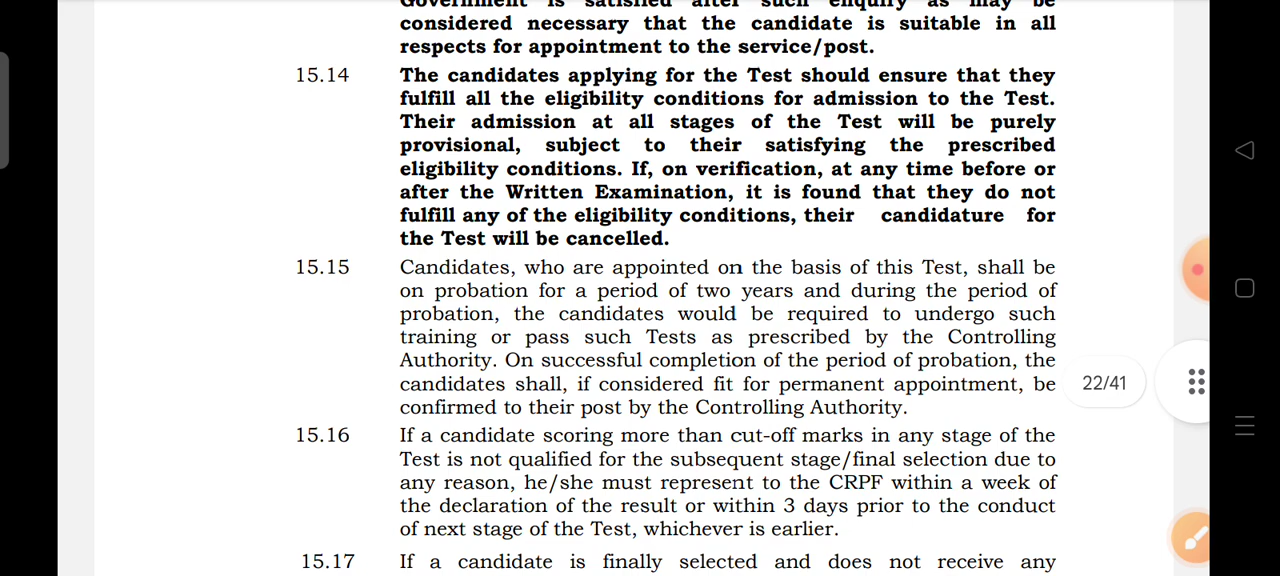 Government is satisfied after such enquiry as may be
considered necessary that the candidate is suitable in all
respects for appointment to the service/post.
15.14 The candidates applying for the Test should ensure that they
fulfill all the eligibility conditions for admission to the Test.
Their admission at all stages of the Test will be purely
provisional, subject to their satisfying the prescribed
eligibility conditions. If, on verification, at any time before or
after the Written Examination, it is found that they do not
fulfill any of the eligibility conditions, their candidature for
the Test will be cancelled.
15.15 Candidates, who are appointed on the basis of this Test, shall be
on probation for a period of two years and during the period of
probation, the candidates would be required to undergo such
training or pass such Tests as prescribed by the Controlling
Authority. On successful completion of the period of probation, the
candidates shall, if considered fit for permanent appointment, be
confirmed to their post by the Controlling Authority.
22/41
15.16 If a candidate scoring more than cut-off marks in any stage of the
Test is not qualified for the subsequent stage/final selection due to
any reason, he/she must represent to the CRPF within a week of
the declaration of the result or within 3 days prior to the conduct
of next stage of the Test, whichever is earlier.
15.17 If a candidate is finally selected and does not receive any